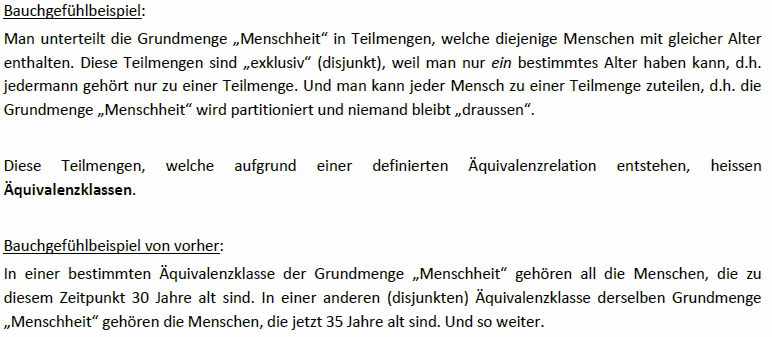 Bauchgefühlbeispiel:
Man unterteilt die Grundmenge „Menschheit“ in Teilmengen, welche diejenige Menschen mit gleicher Alter
enthalten. Diese Teilmengen sind „exklusiv“ (disjunkt), weil man nur ein bestimmtes Alter haben kann, d.h.
jedermann gehört nur zu einer Teilmenge. Und man kann jeder Mensch zu einer Teilmenge zuteilen, d.h. die
Grundmenge „Menschheit“ wird partitioniert und niemand bleibt „draussen“.
Diese Teilmengen, welche aufgrund einer definierten Äquivalenzrelation entstehen, heissen
Äquivalenzklassen.
Bauchgefühlbeispiel von vorher:
In einer bestimmten Äquivalenzklasse der Grundmenge „Menschheit“ gehören all die Menschen, die zu
diesem Zeitpunkt 30 Jahre alt sind. In einer anderen (disjunkten) Äquivalenzklasse derselben Grundmenge
„Menschheit“ gehören die Menschen, die jetzt 35 Jahre alt sind. Und so weiter.